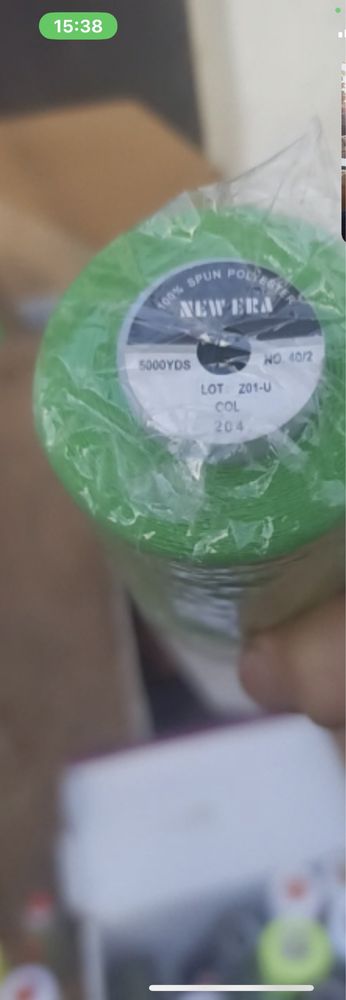 15:38
100% SPUN POLYESTER
NEW ERA
5000YDS NO. 40/2
LOT: Z01-U
COL
204